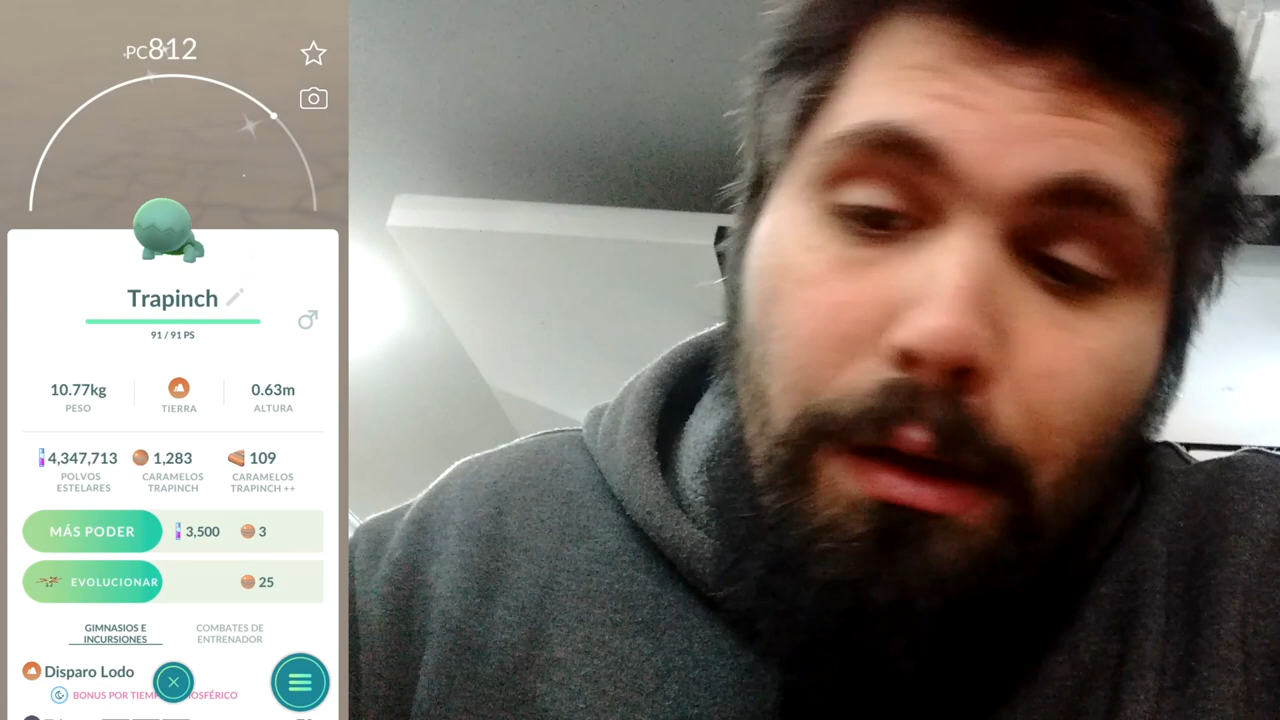 PC812
Trapinch
91 / 91 PS
10.77kg
PESO
TIERRA
0.63m
ALTURA
4,347,713
POLVOS
ESTELARES
1,283
CARAMELOS
TRAPINCH
109
CARAMELOS
TRAPINCH ++
MÁS PODER 3,500 3
EVOLUCIONAR 25
GIMNASIOS E
INCURSIONES
COMBATES DE
ENTRENADOR
Disparo Lodo
BONUS POR